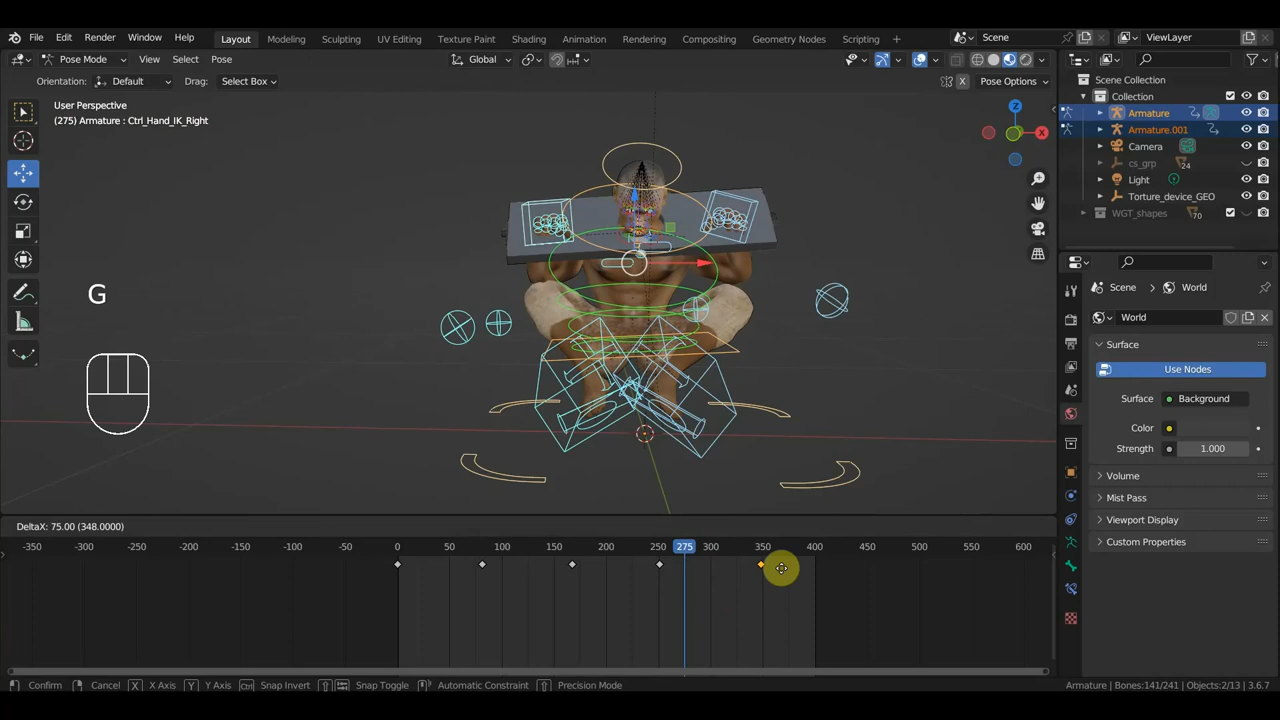 File Edit Render Window Help Layout Modeling Sculpting UV Editing Texture Paint Shading Animation Rendering Compositing Geometry Nodes Scripting + Scene ViewLayer
Pose Mode View Select Pose Global Pose Options
Orientation: Default Drag: Select Box X Pose Options
User Perspective
(275) Armature : Ctrl_Hand_IK_Right
Z
X
G
Scene Collection
Collection
Armature
Armature.001
Camera
cs_grp 24
Light
Torture_device_GEO
WGT_shapes 70
Scene > World
World
Surface
Use Nodes
Surface Background
Color
Strength 1.000
Volume
Mist Pass
Viewport Display
Custom Properties
DeltaX: 75.00 (348.0000)
-350 -300 -250 -200 -150 -100 -50 0 50 100 150 200 250 275 300 350 400 450 500 550 600
Confirm Cancel X X Axis Y Y Axis Ctrl Snap Invert Snap Toggle Automatic Constraint Precision Mode Armature | Bones:141/241 | Objects:2/13 | 3.6.7